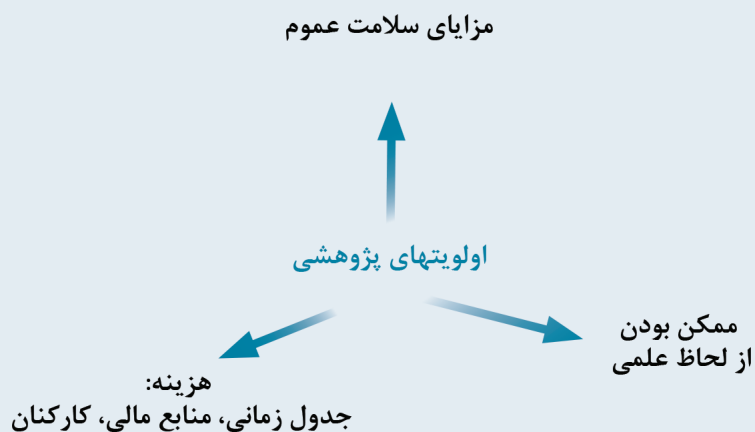 مزایای سلامت عموم
اولویتهای پژوهشی
ممکن بودن
از لحاظ علمی
هزینه:
جدول زمانی، منابع مالی، کارکنان